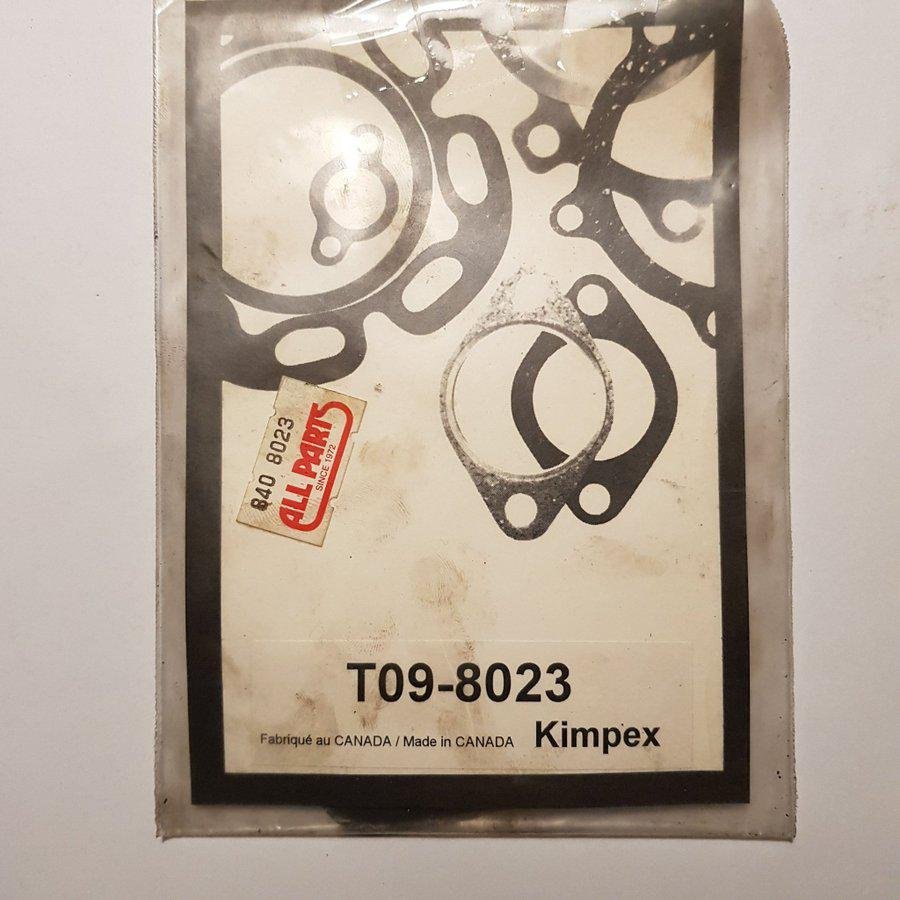 840 8023
ALL PARTS
SINCE 1972
T09-8023
Fabriqué au CANADA / Made in CANADA
Kimpex